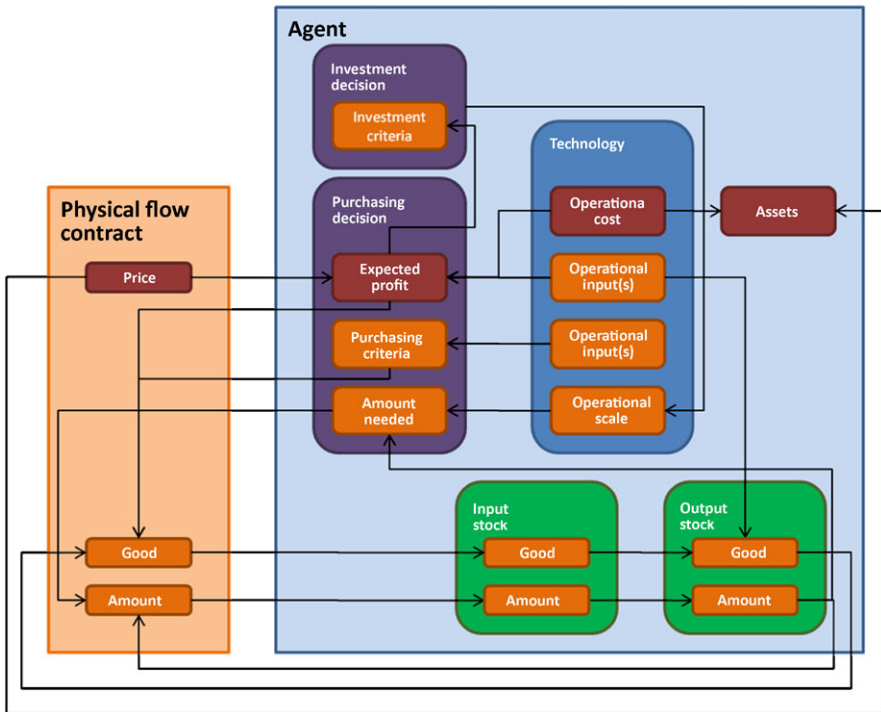 Agent
Investment
decision
Investment
criteria
Technology
Purchasing
decision
Operationa
cost
Assets
Physical flow
contract
Price
Expected
profit
Operational
input(s)
Purchasing
criteria
Operational
input(s)
Amount
needed
Operational
scale
Input
stock
Output
stock
Good
Good
Good
Amount
Amount
Amount